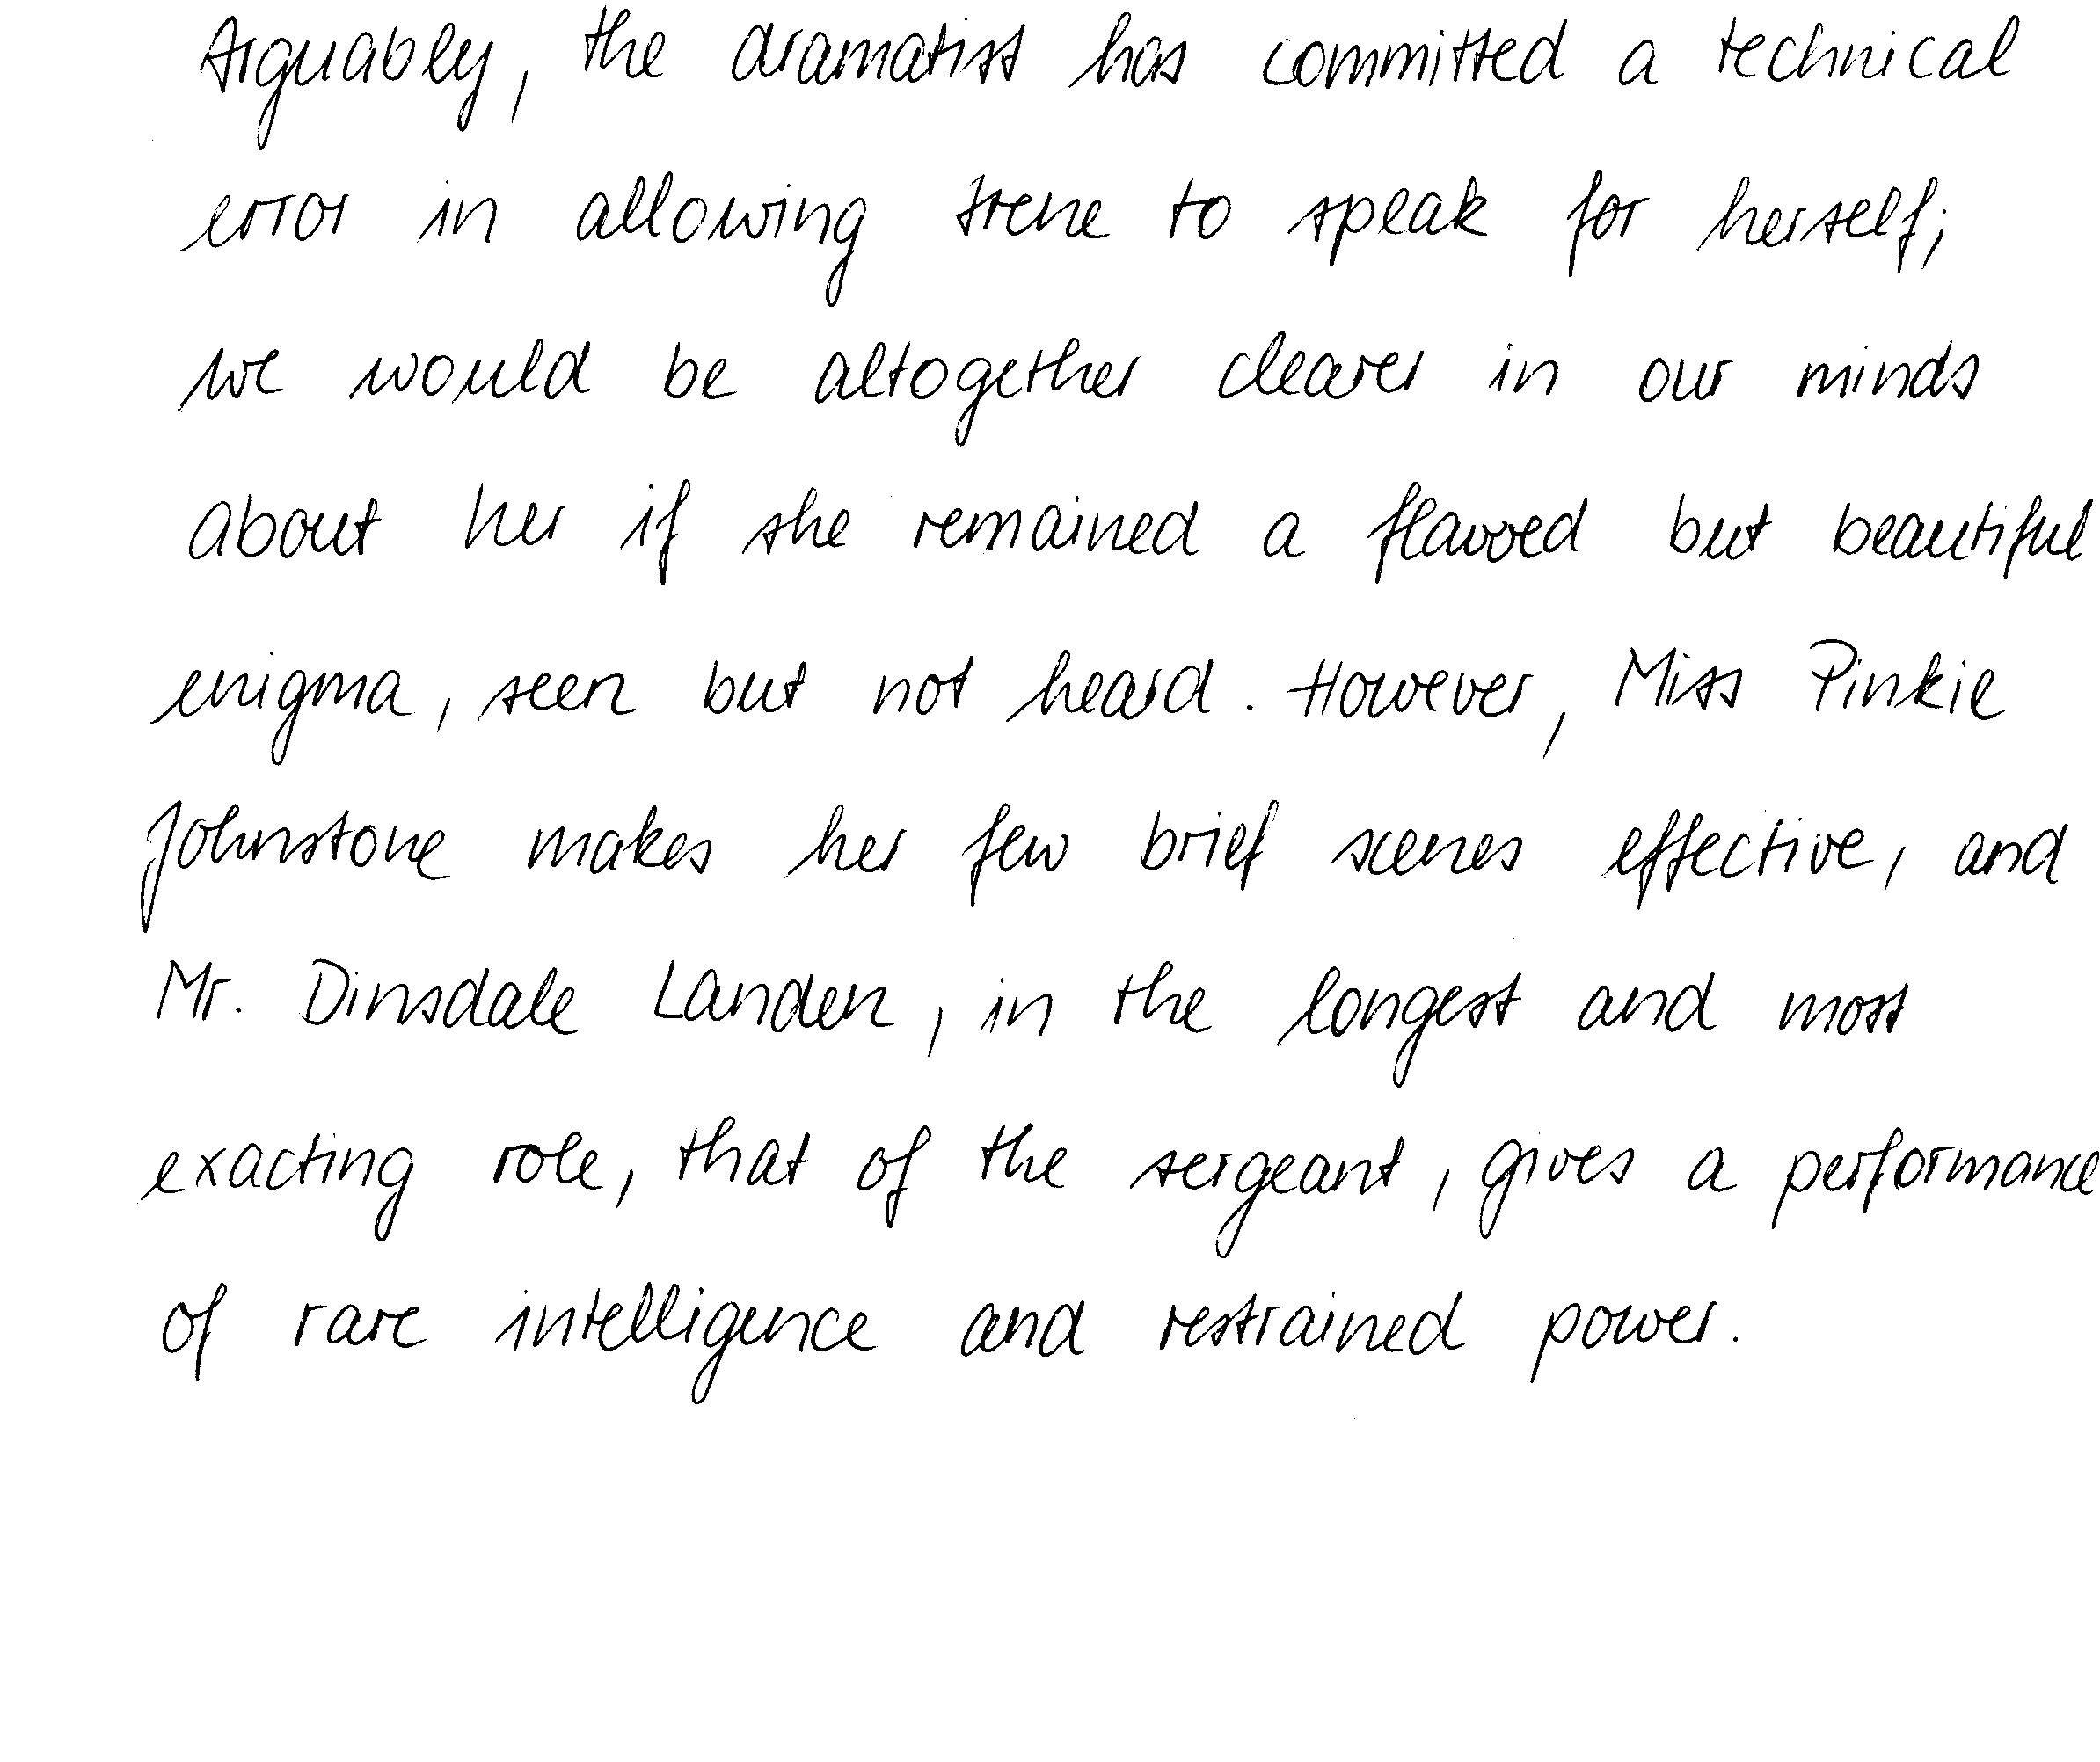 Arguably, the dramatist has committed a technical
error in allowing Irene to speak for herself;
we would be altogether clearer in our minds
about her if she remained a flawed but beautiful
enigma, seen but not heard. However, Miss Pinkie
Johnstone makes her few brief scenes effective, and
Mr. Dinsdale Landen, in the longest and most
exacting role, that of the sergeant, gives a performance
of rare intelligence and restrained power.